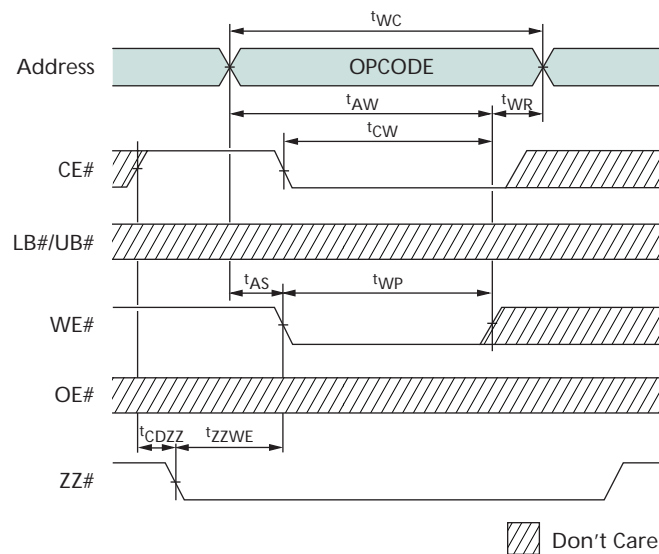 tWC
Address
OPCODE
tAW
tWR
tCW
CE#
LB#/UB#
tAS
tWP
WE#
OE#
tCDZZ
tZZWE
ZZ#
Don't Care